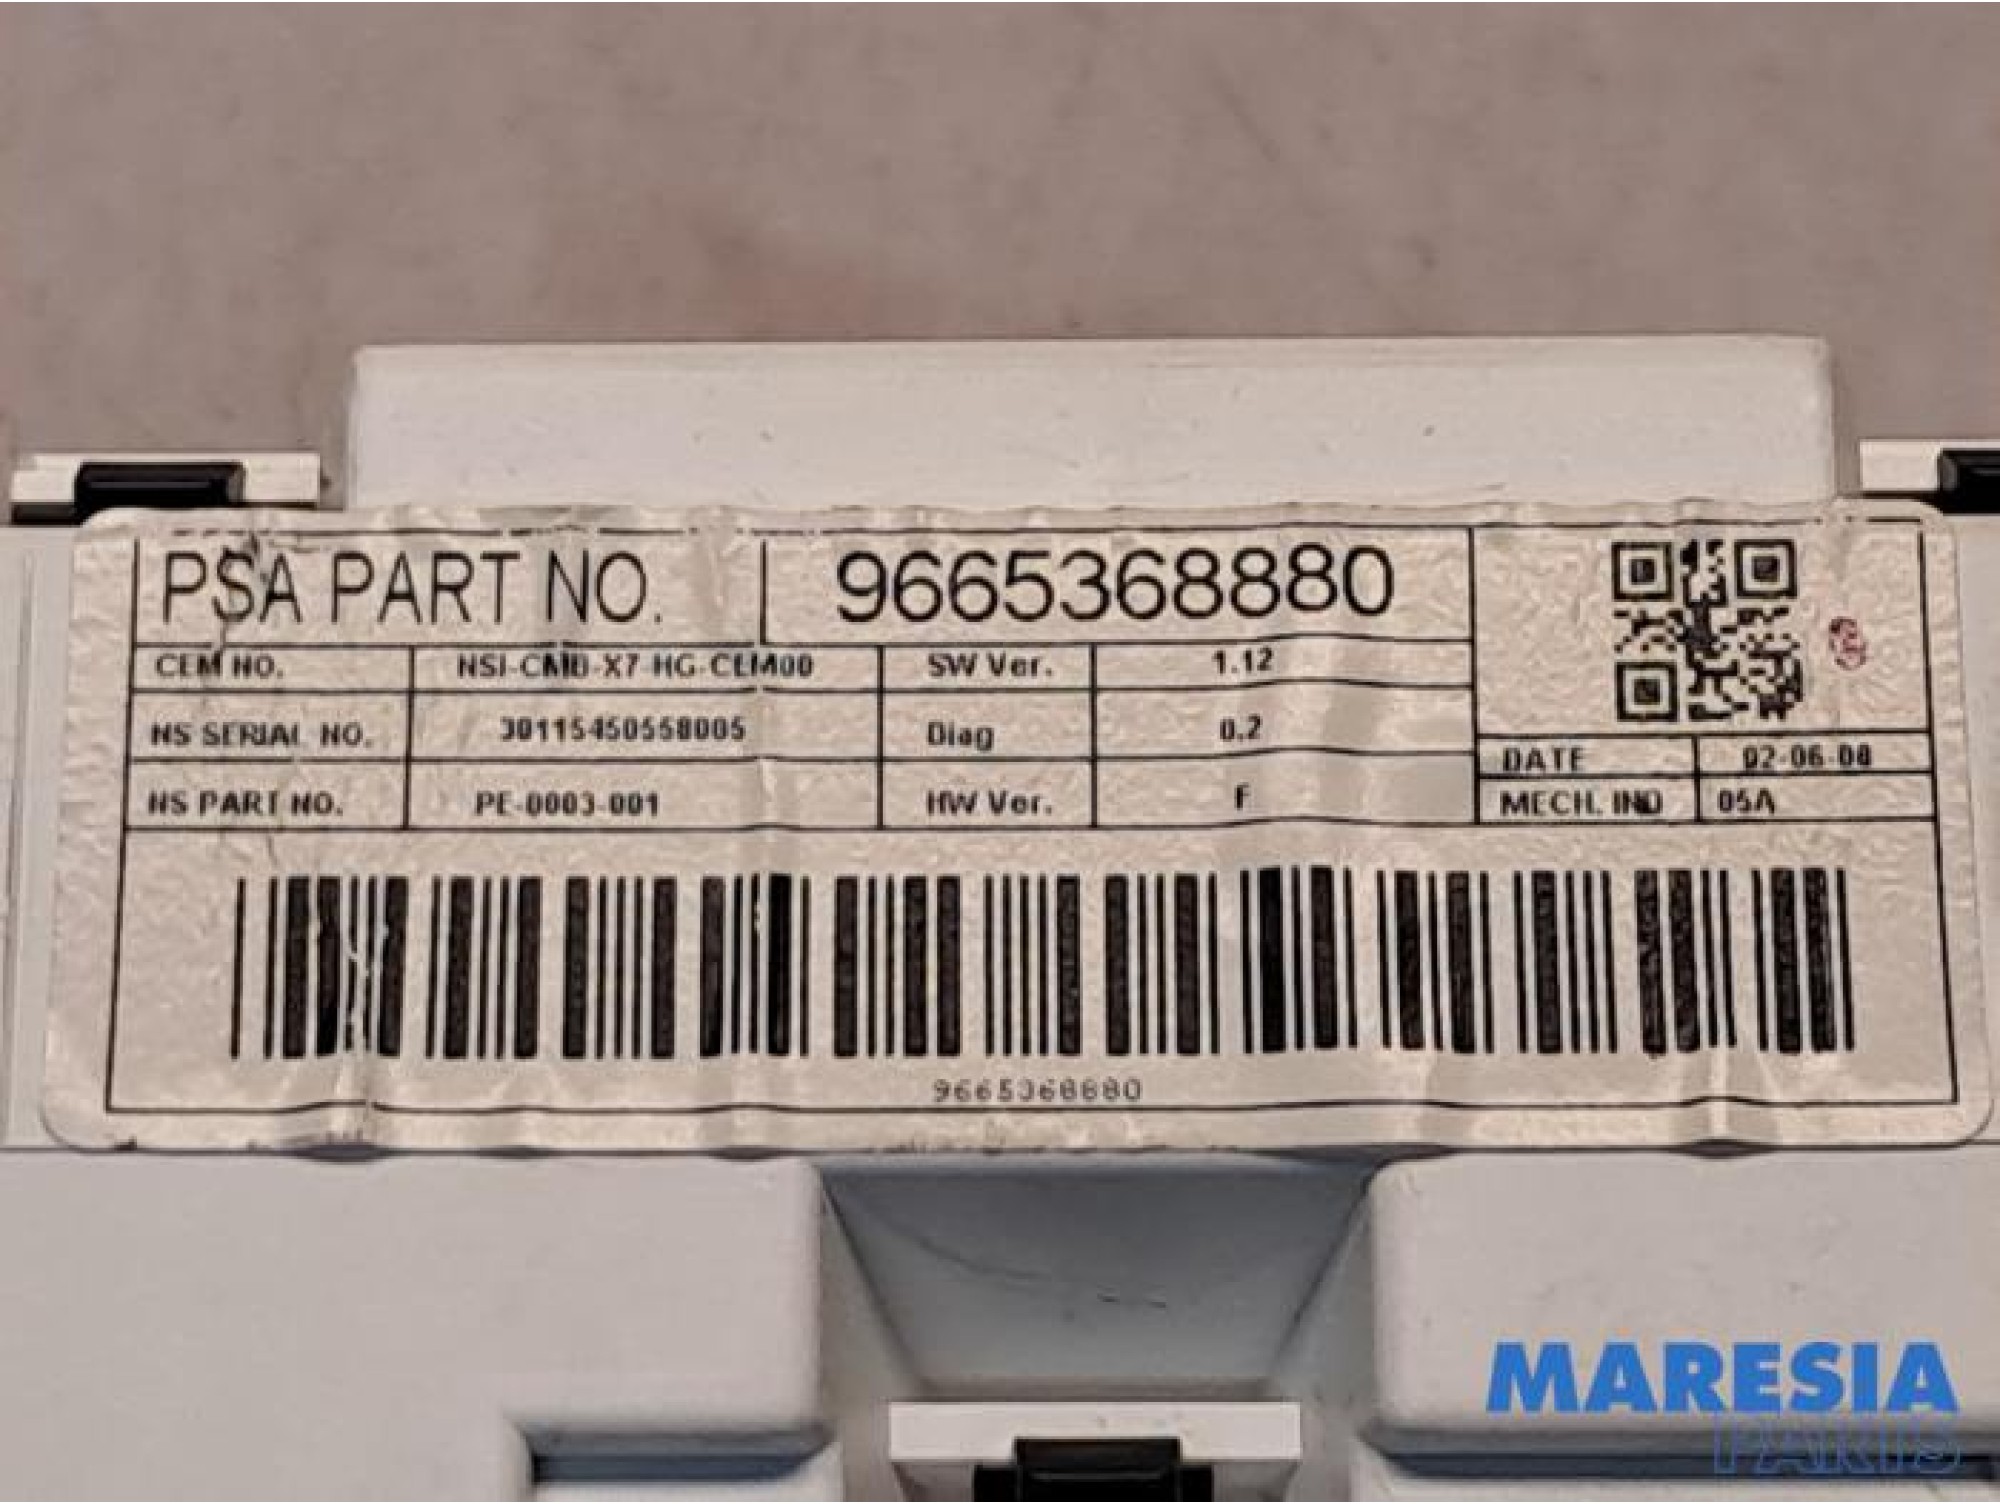 PSA PART NO. 9665368880
CEM NO. NSI-CMB-X7-HG-CEM00 SW Ver. 1.12
NS SERIAL NO. 30115450558005 Diag 0.2
DATE 02-06-08
NS PART NO. PE-0003-001 HW Ver. F
MECH. IND 05A
9665368880
MARESIA
PARTS